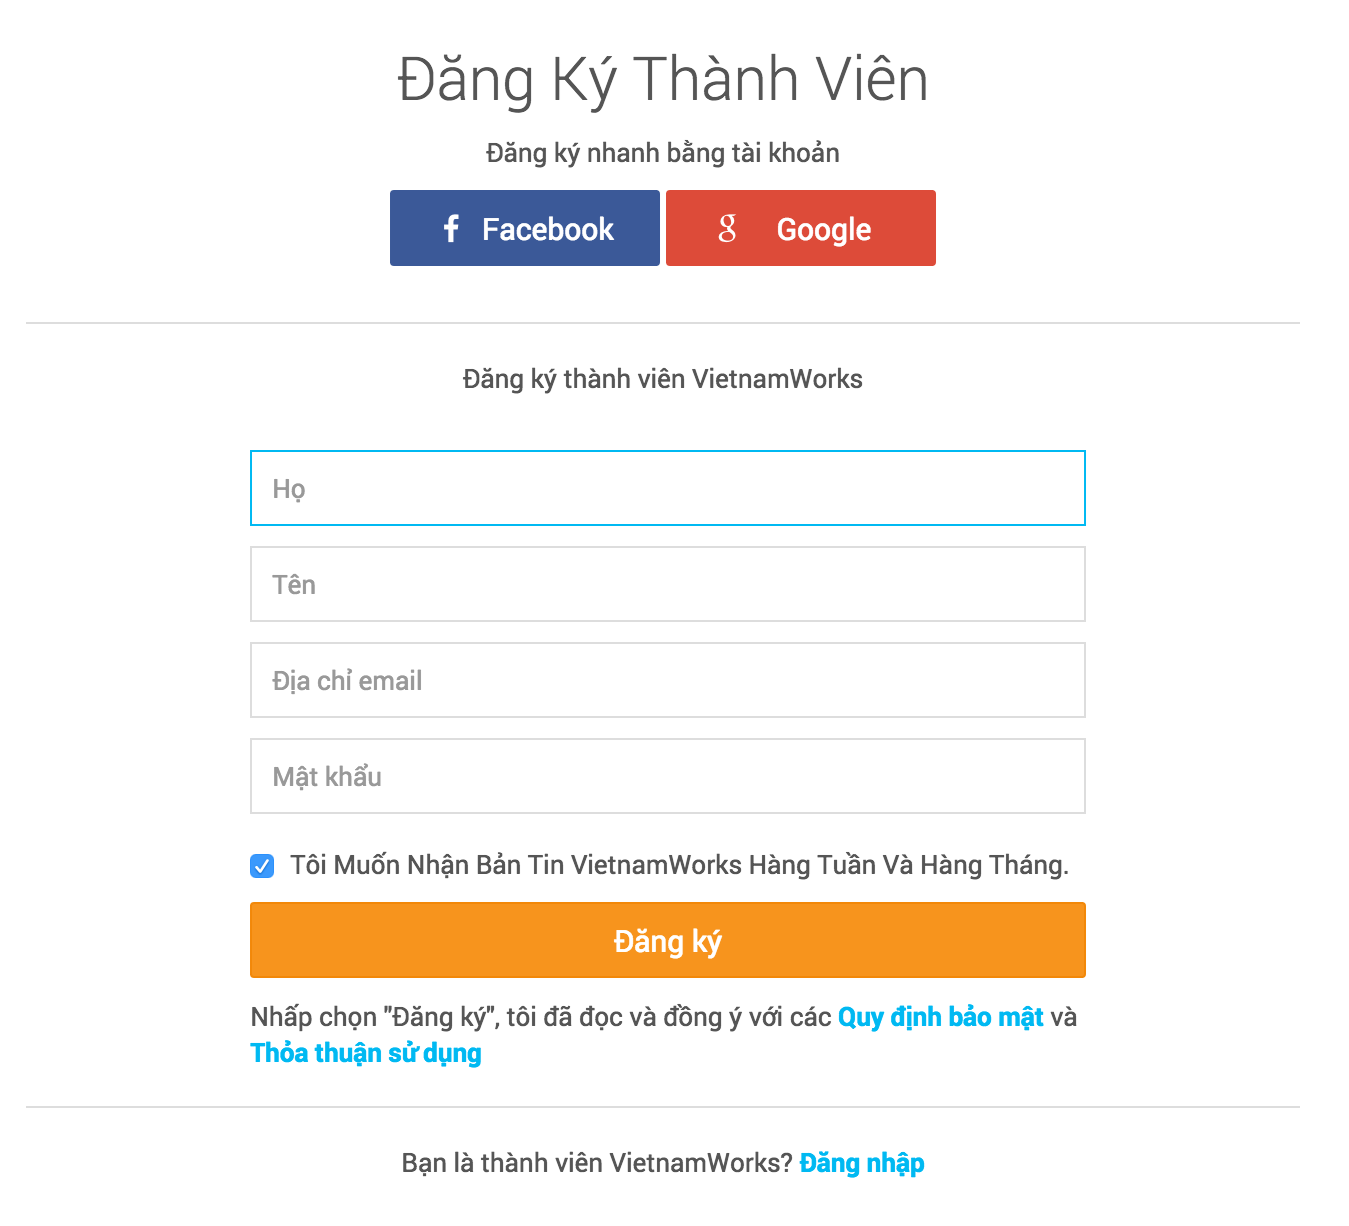 Đăng Ký Thành Viên
Đăng ký nhanh bằng tài khoản
f Facebook
g Google
Đăng ký thành viên VietnamWorks
Họ
Tên
Địa chỉ email
Mật khẩu
Tôi Muốn Nhận Bản Tin VietnamWorks Hàng Tuần Và Hàng Tháng.
Đăng ký
Nhấp chọn "Đăng ký", tôi đã đọc và đồng ý với các Quy định bảo mật và
Thỏa thuận sử dụng
Bạn là thành viên VietnamWorks? Đăng nhập